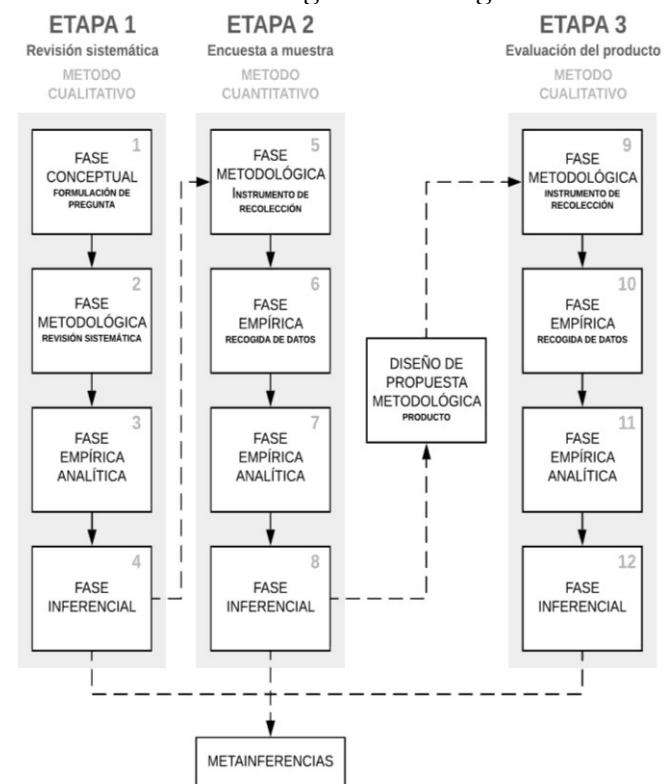 ETAPA 1
Revisión sistemática
METODO
CUALITATIVO
1
FASE
CONCEPTUAL
FORMULACIÓN DE
PREGUNTA
2
FASE
METODOLÓGICA
REVISIÓN SISTEMÁTICA
3
FASE
EMPÍRICA
ANALÍTICA
4
FASE
INFERENCIAL
ETAPA 2
Encuesta a muestra
METODO
CUANTITATIVO
5
FASE
METODOLÓGICA
INSTRUMENTO DE
RECOLECCIÓN
6
FASE
EMPÍRICA
RECOGIDA DE DATOS
7
FASE
EMPÍRICA
ANALÍTICA
8
FASE
INFERENCIAL
DISEÑO DE
PROPUESTA
METODOLÓGICA
PRODUCTO
ETAPA 3
Evaluación del producto
METODO
CUALITATIVO
9
FASE
METODOLÓGICA
INSTRUMENTO DE
RECOLECCIÓN
10
FASE
EMPÍRICA
RECOGIDA DE DATOS
11
FASE
EMPÍRICA
ANALÍTICA
12
FASE
INFERENCIAL
METAINFERENCIAS